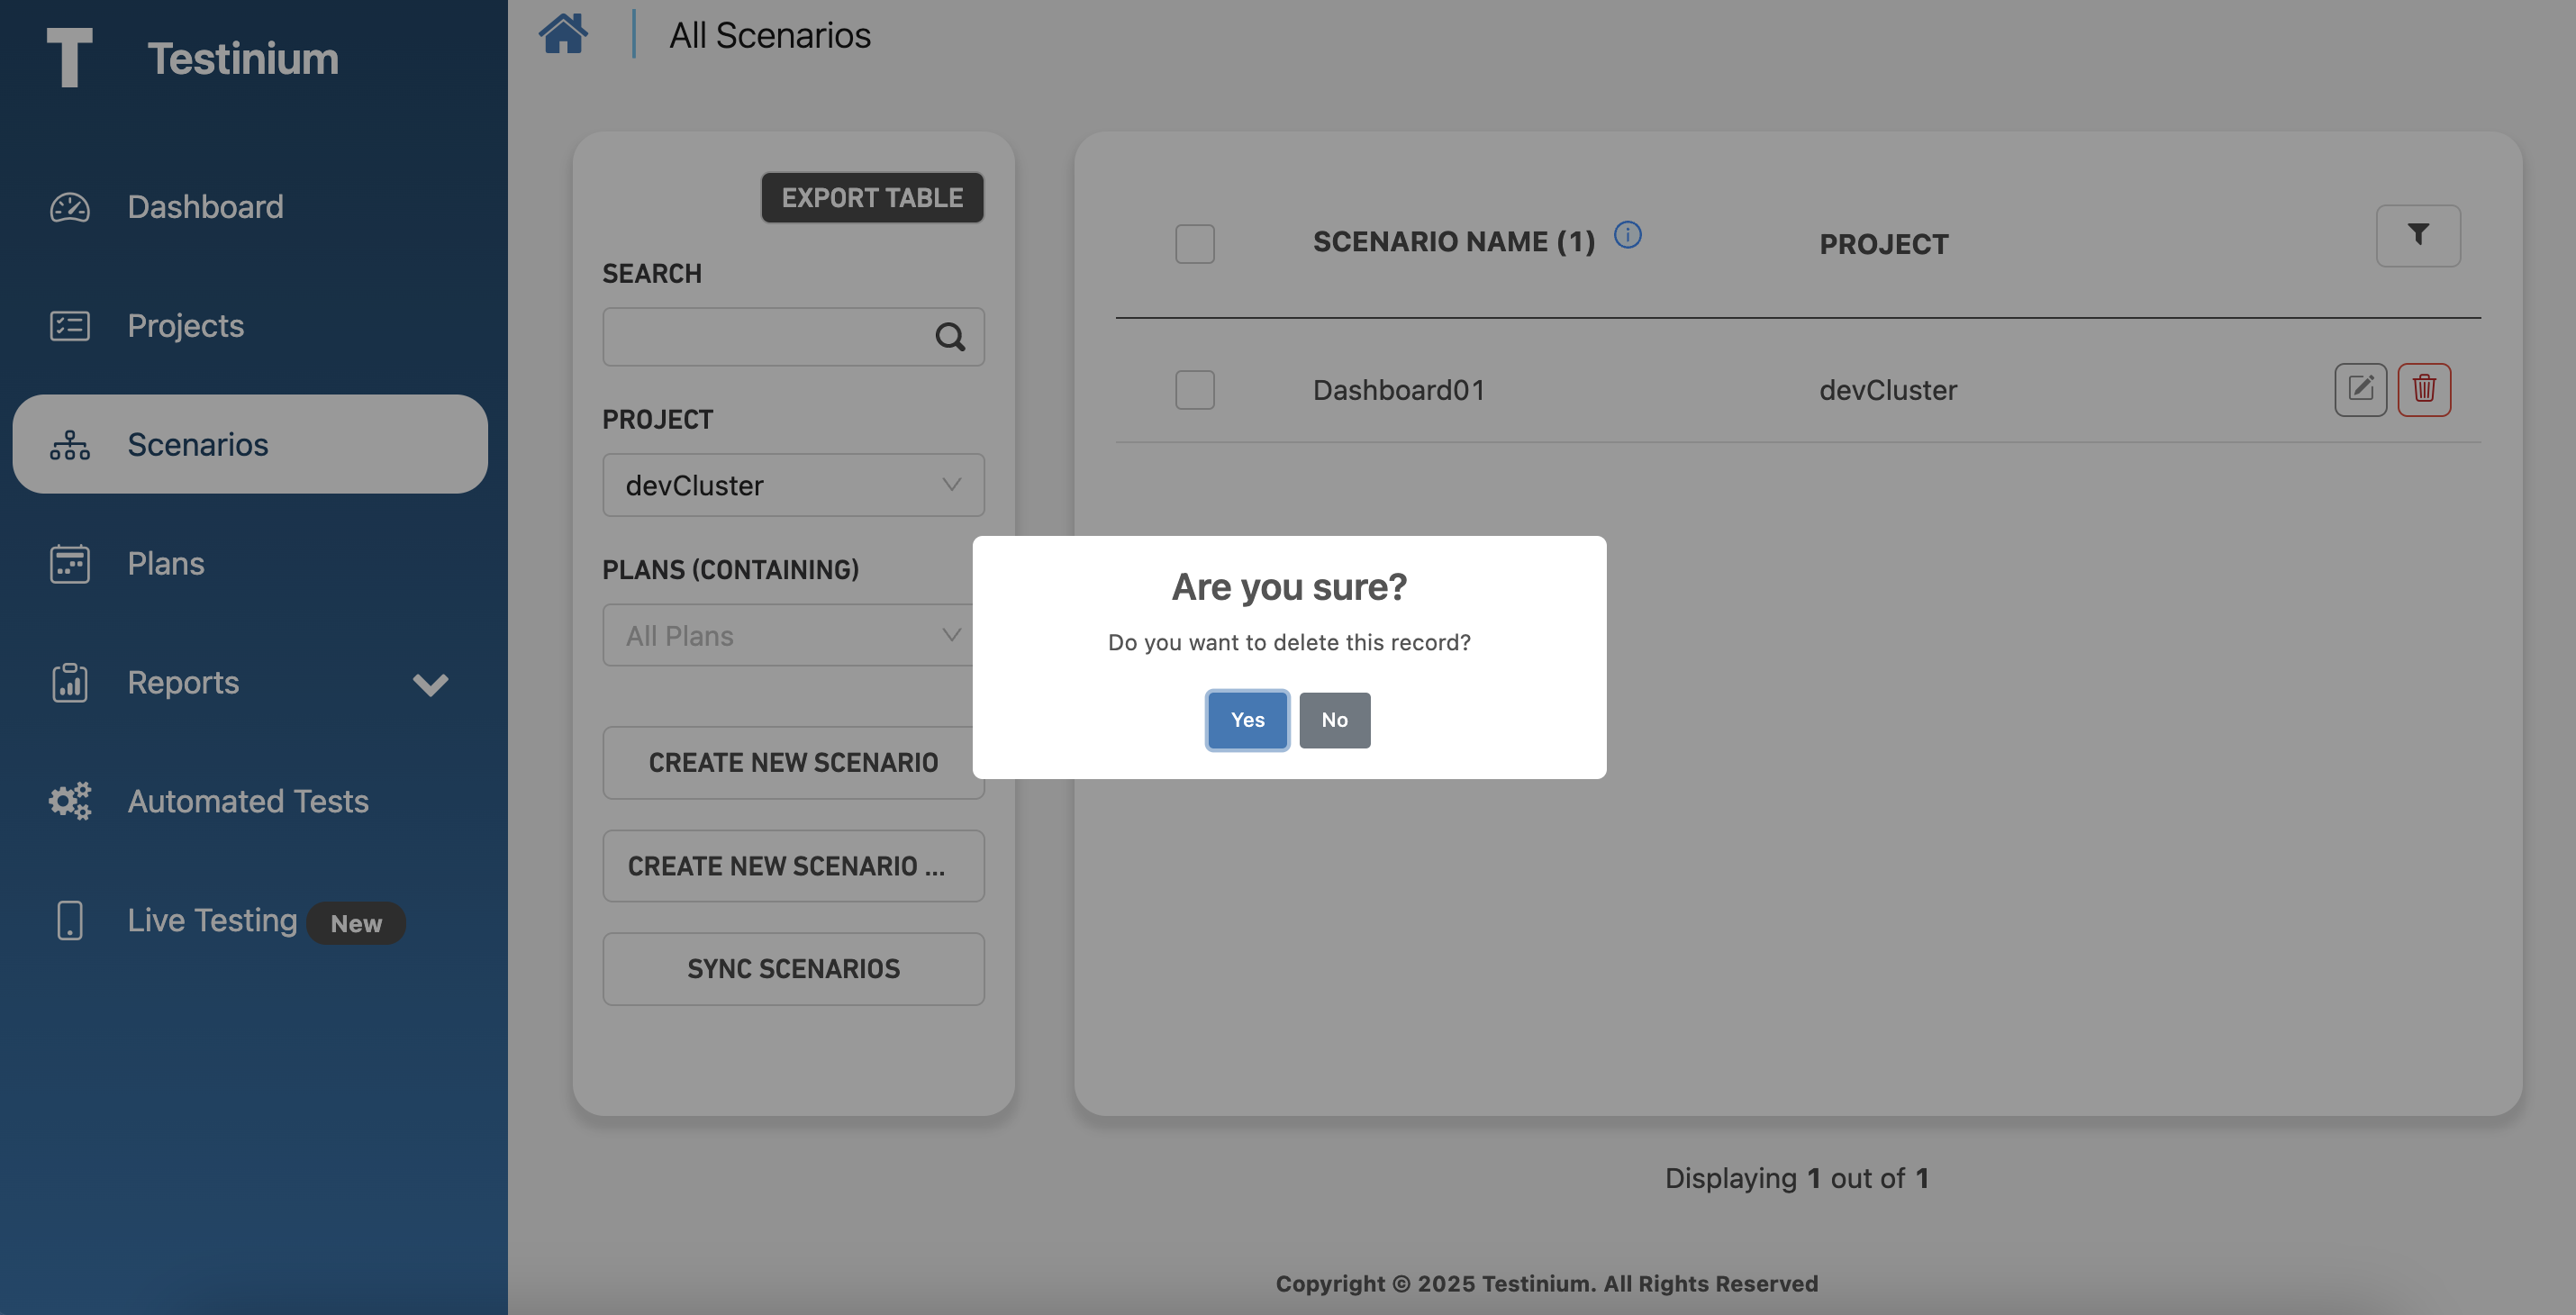 Testinium
Dashboard
Projects
Scenarios
Plans
Reports
Automated Tests
Live Testing New
All Scenarios
EXPORT TABLE
SEARCH
PROJECT
devCluster
PLANS (CONTAINING)
All Plans
CREATE NEW SCENARIO
CREATE NEW SCENARIO ...
SYNC SCENARIOS
SCENARIO NAME (1) PROJECT
Dashboard01 devCluster
Are you sure?
Do you want to delete this record?
Yes No
Displaying 1 out of 1
Copyright © 2025 Testinium. All Rights Reserved